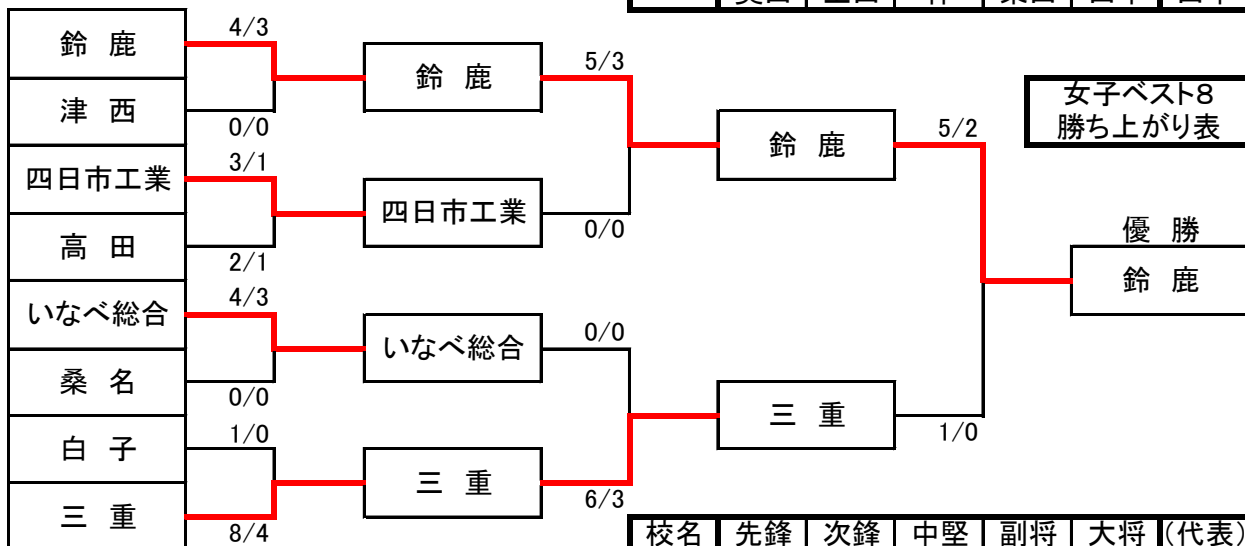 鈴 鹿
津 西
四日市工業
高 田
いなべ総合
桑 名
白 子
三 重
4/3
0/0
3/1
2/1
4/3
0/0
1/0
8/4
鈴 鹿
四日市工業
いなべ総合
三 重
5/3
0/0
0/0
6/3
鈴 鹿
三 重
5/2
1/0
女子ベスト8
勝ち上がり表
優 勝
鈴 鹿
校名 先鋒 次鋒 中堅 副将 大将 (代表)